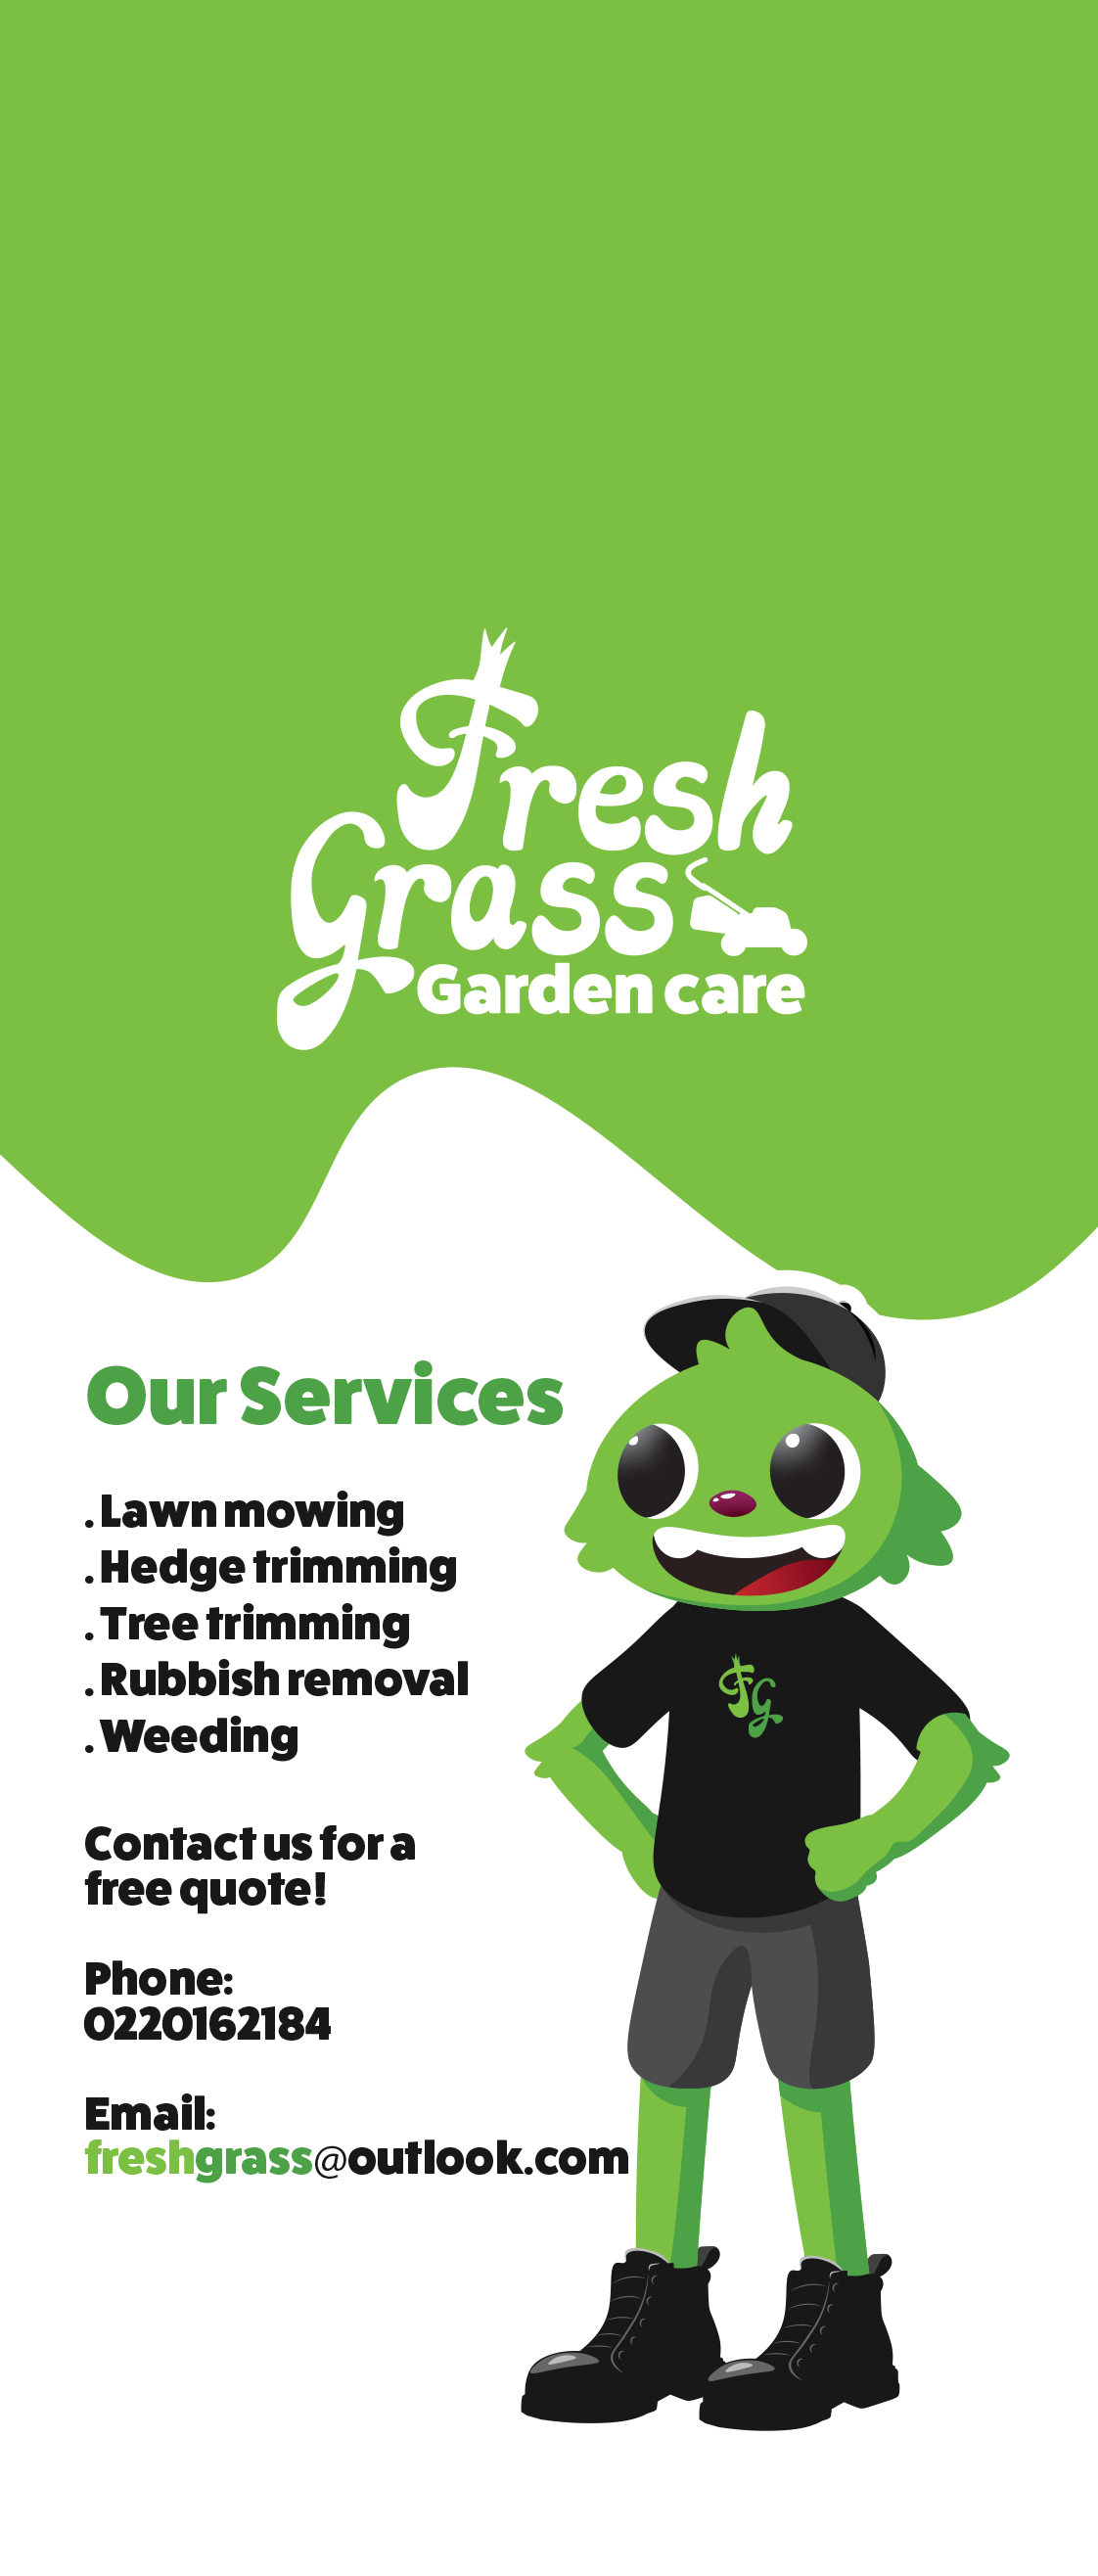 Fresh
Grass
Garden care
Our Services
. Lawn mowing
. Hedge trimming
. Tree trimming
. Rubbish removal
. Weeding
Contact us for a
free quote!
FG
Phone:
0220162184
Email:
freshgrass@outlook.com